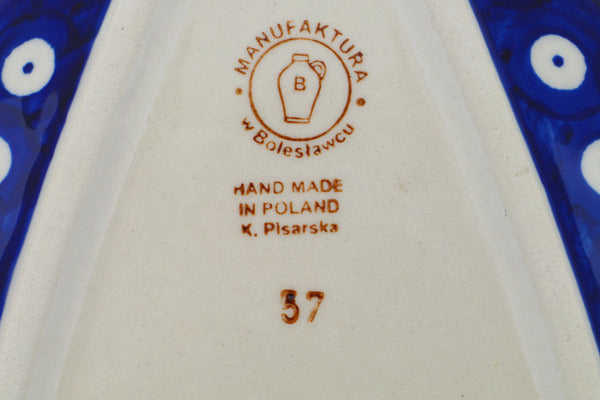 MANUFAKTURA
B
w Bolesławcu
HAND MADE
IN POLAND
K. Pisarska
57